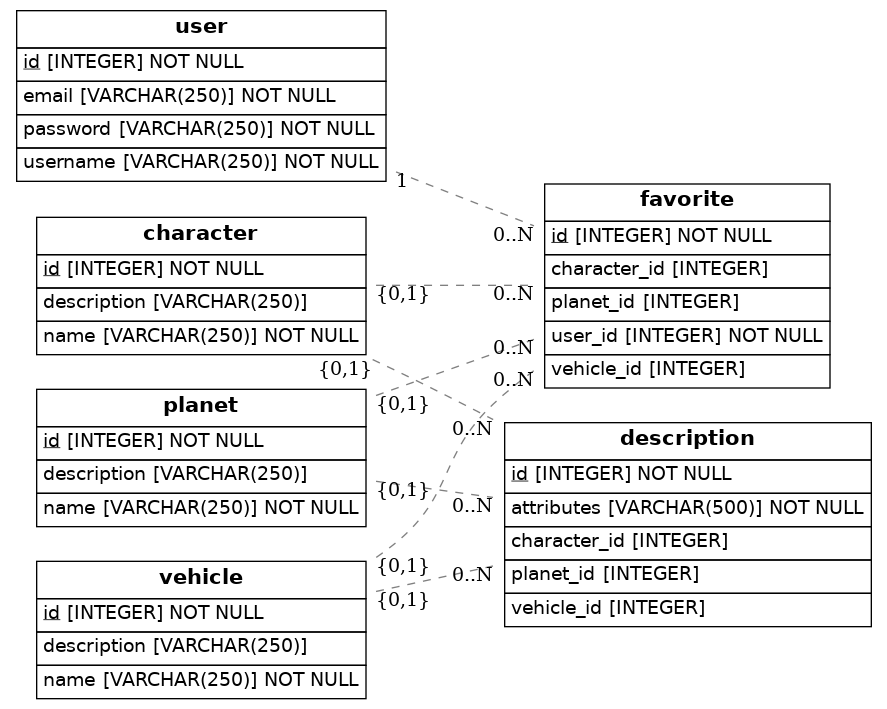 user
id [INTEGER] NOT NULL
email [VARCHAR(250)] NOT NULL
password [VARCHAR(250)] NOT NULL
username [VARCHAR(250)] NOT NULL
1
0..N
character
id [INTEGER] NOT NULL
description [VARCHAR(250)]
name [VARCHAR(250)] NOT NULL
{0,1}
0..N
{0,1}
0..N
planet
id [INTEGER] NOT NULL
description [VARCHAR(250)]
name [VARCHAR(250)] NOT NULL
{0,1}
0..N
{0,1}
0..N
vehicle
id [INTEGER] NOT NULL
description [VARCHAR(250)]
name [VARCHAR(250)] NOT NULL
{0,1}
0..N
{0,1}
0..N
favorite
id [INTEGER] NOT NULL
character_id [INTEGER]
planet_id [INTEGER]
user_id [INTEGER] NOT NULL
vehicle_id [INTEGER]
description
id [INTEGER] NOT NULL
attributes [VARCHAR(500)] NOT NULL
character_id [INTEGER]
planet_id [INTEGER]
vehicle_id [INTEGER]